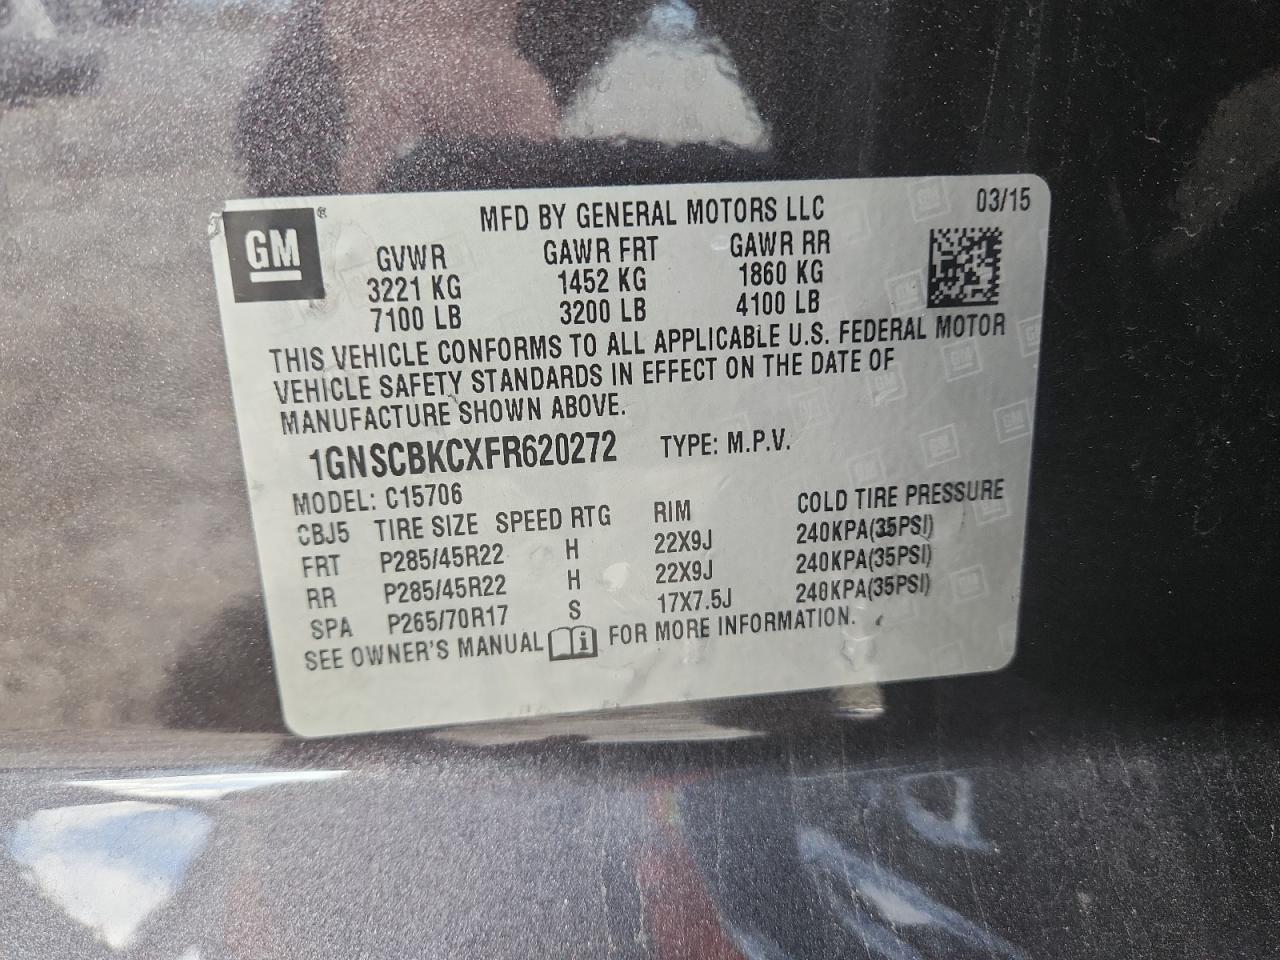 GM ® MFD BY GENERAL MOTORS LLC 03/15
GVWR GAWR FRT GAWR RR
3221 KG 1452 KG 1860 KG
7100 LB 3200 LB 4100 LB
THIS VEHICLE CONFORMS TO ALL APPLICABLE U.S. FEDERAL MOTOR
VEHICLE SAFETY STANDARDS IN EFFECT ON THE DATE OF
MANUFACTURE SHOWN ABOVE.
1GNSCBKCXFR620272 TYPE: M.P.V.
MODEL: C15706
CBJ5 TIRE SIZE SPEED RTG RIM COLD TIRE PRESSURE
FRT P285/45R22 H 22X9J 240KPA(35PSI)
RR P285/45R22 H 22X9J 240KPA(35PSI)
SPA P265/70R17 S 17X7.5J 240KPA(35PSI)
SEE OWNER'S MANUAL i FOR MORE INFORMATION.